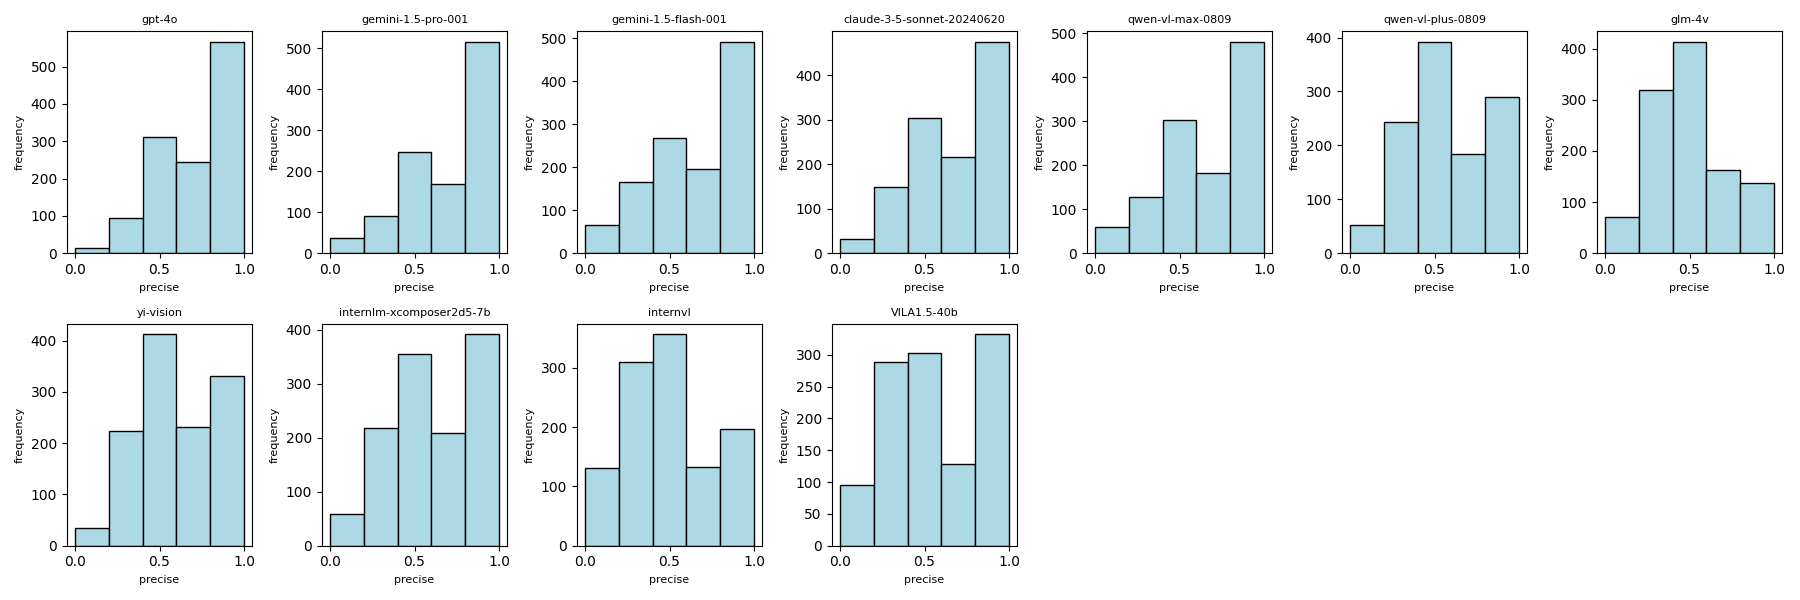 gpt-4o
frequency
500
400
300
200
100
0
0.0 0.5 1.0
precise
gemini-1.5-pro-001
frequency
500
400
300
200
100
0
0.0 0.5 1.0
precise
gemini-1.5-flash-001
frequency
500
400
300
200
100
0
0.0 0.5 1.0
precise
claude-3-5-sonnet-20240620
frequency
400
300
200
100
0
0.0 0.5 1.0
precise
qwen-vl-max-0809
frequency
500
400
300
200
100
0
0.0 0.5 1.0
precise
qwen-vl-plus-0809
frequency
400
300
200
100
0
0.0 0.5 1.0
precise
glm-4v
frequency
400
300
200
100
0
0.0 0.5 1.0
precise
yi-vision
frequency
400
300
200
100
0
0.0 0.5 1.0
precise
internlm-xcomposer2d5-7b
frequency
400
300
200
100
0
0.0 0.5 1.0
precise
internvl
frequency
300
200
100
0
0.0 0.5 1.0
precise
VILA1.5-40b
frequency
300
250
200
150
100
50
0
0.0 0.5 1.0
precise